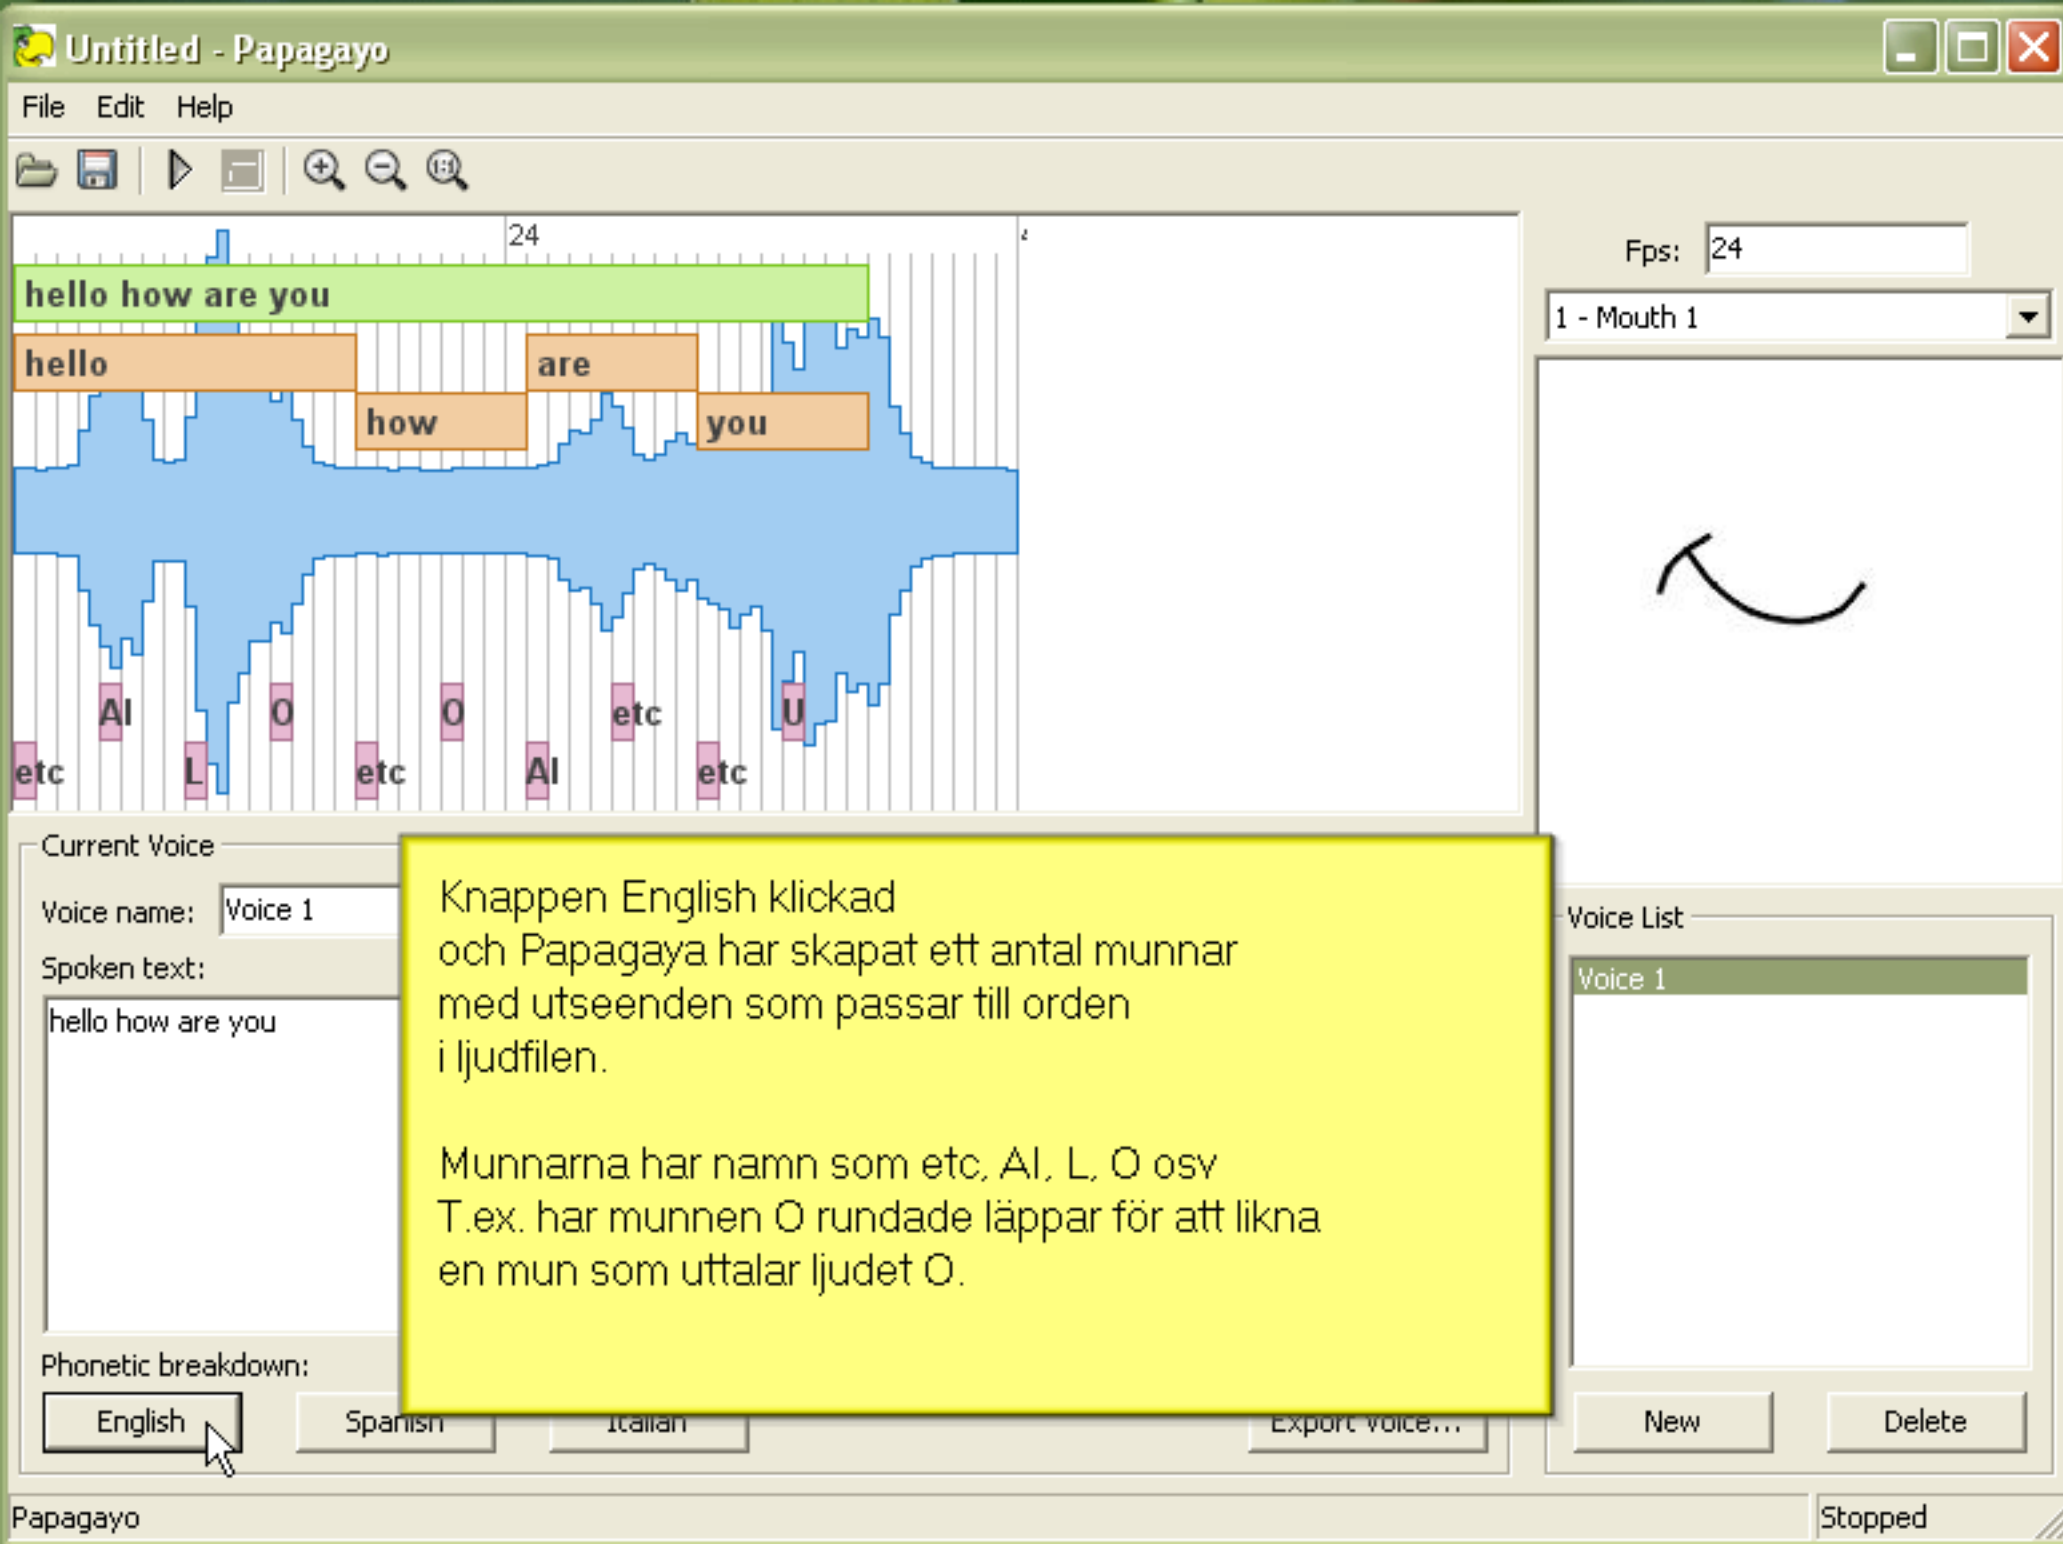 Untitled - Papagayo
File Edit Help
24
hello how are you
hello
are
how
you
AI
O
O
etc
U
etc
L
etc
AI
etc
Fps:
24
1 - Mouth 1
Current Voice
Voice name:
Voice 1
Spoken text:
hello how are you
Phonetic breakdown:
English
Spanish
Italian
Export Voice...
Knappen English klickad
och Papagaya har skapat ett antal munnar
med utseenden som passar till orden
i ljudfilen.
Munnarna har namn som etc, AI, L, O osv
T.ex. har munnen O rundade läppar för att likna
en mun som uttalar ljudet O.
Voice List
Voice 1
New
Delete
Papagayo
Stopped